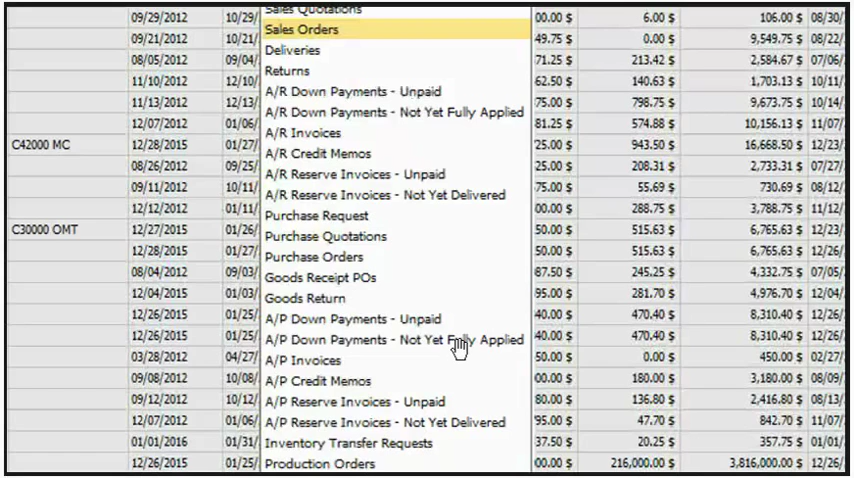 Sales Quotations
09/29/2012 10/29/ 00.00 $ 6.00 $ 106.00 $ 08/30/
Sales Orders
09/21/2012 10/21/ 49.75 $ 0.00 $ 9,549.75 $ 08/22/
Deliveries
08/05/2012 09/04/ 71.25 $ 213.42 $ 2,584.67 $ 07/06/
Returns
11/10/2012 12/10/ 62.50 $ 140.63 $ 1,703.13 $ 10/11/
A/R Down Payments - Unpaid
11/13/2012 12/13/ 75.00 $ 798.75 $ 9,673.75 $ 10/14/
A/R Down Payments - Not Yet Fully Applied
12/07/2012 01/06/ 81.25 $ 574.88 $ 10,156.13 $ 11/07/
A/R Invoices
C42000 MC 12/28/2015 01/27/ 25.00 $ 943.50 $ 16,668.50 $ 12/23/
A/R Credit Memos
08/26/2012 09/25/ 25.00 $ 208.31 $ 2,733.31 $ 07/27/
A/R Reserve Invoices - Unpaid
09/11/2012 10/11/ 75.00 $ 55.69 $ 730.69 $ 08/12/
A/R Reserve Invoices - Not Yet Delivered
12/12/2012 01/11/ 00.00 $ 288.75 $ 3,788.75 $ 11/12/
Purchase Request
C30000 OMT 12/27/2015 01/26/ 50.00 $ 515.63 $ 6,765.63 $ 12/23/
Purchase Quotations
12/28/2015 01/27/ 50.00 $ 515.63 $ 6,765.63 $ 12/26/
Purchase Orders
08/04/2012 09/03/ 87.50 $ 245.25 $ 4,332.75 $ 07/05/
Goods Receipt POs
12/04/2015 01/03/ 95.00 $ 281.70 $ 4,976.70 $ 12/04/
Goods Return
12/26/2015 01/25/ 40.00 $ 470.40 $ 8,310.40 $ 12/26/
A/P Down Payments - Unpaid
12/26/2015 01/25/ 40.00 $ 470.40 $ 8,310.40 $ 12/26/
A/P Down Payments - Not Yet Fully Applied
03/28/2012 04/27/ 50.00 $ 0.00 $ 450.00 $ 02/27/
A/P Invoices
09/08/2012 10/08/ 00.00 $ 180.00 $ 3,180.00 $ 08/09/
A/P Credit Memos
09/12/2012 10/12/ 80.00 $ 136.80 $ 2,416.80 $ 08/13/
A/P Reserve Invoices - Unpaid
12/07/2012 01/06/ 95.00 $ 47.70 $ 842.70 $ 11/07/
A/P Reserve Invoices - Not Yet Delivered
01/01/2016 01/31/ 37.50 $ 20.25 $ 357.75 $ 01/01/
Inventory Transfer Requests
12/26/2015 01/25/ 00.00 $ 216,000.00 $ 3,816,000.00 $ 12/26/
Production Orders